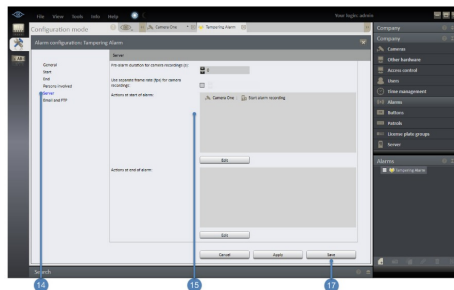 File View Tools Info Help
Your login: admin
Configuration mode
Camera One
Tampering Alarm
Alarm configuration: Tampering Alarm
General
Start
End
Persons involved
Server
Email and FTP
Server
Pre-alarm duration for camera recordings (s):
0
Use separate frame rate (fps) for camera recordings:
Actions at start of alarm:
Camera One
Start alarm recording
Edit
Actions at end of alarm:
Edit
Cancel
Apply
Save
Search
Company
Company
Cameras
Other hardware
Access control
Users
Time management
Alarms
Buttons
Patrols
License plate groups
Server
Alarms
Tampering Alarm
14
15
17